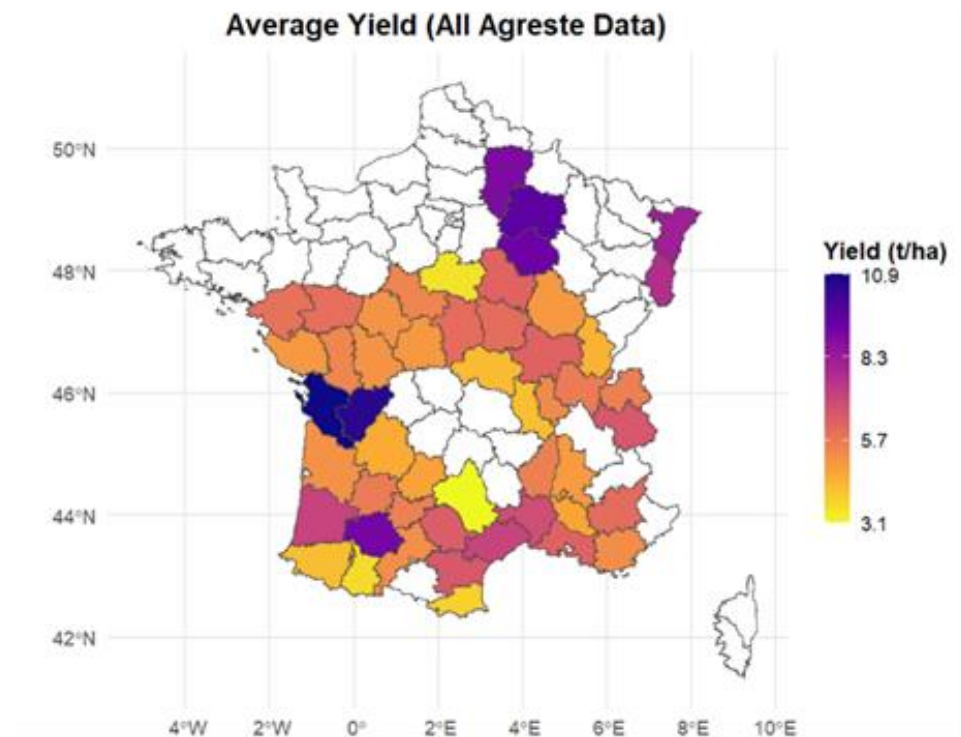 Average Yield (All Agreste Data)
50°N
48°N
46°N
44°N
42°N
4°W 2°W 0° 2°E 4°E 6°E 8°E 10°E
Yield (t/ha)
10.9
8.3
5.7
3.1